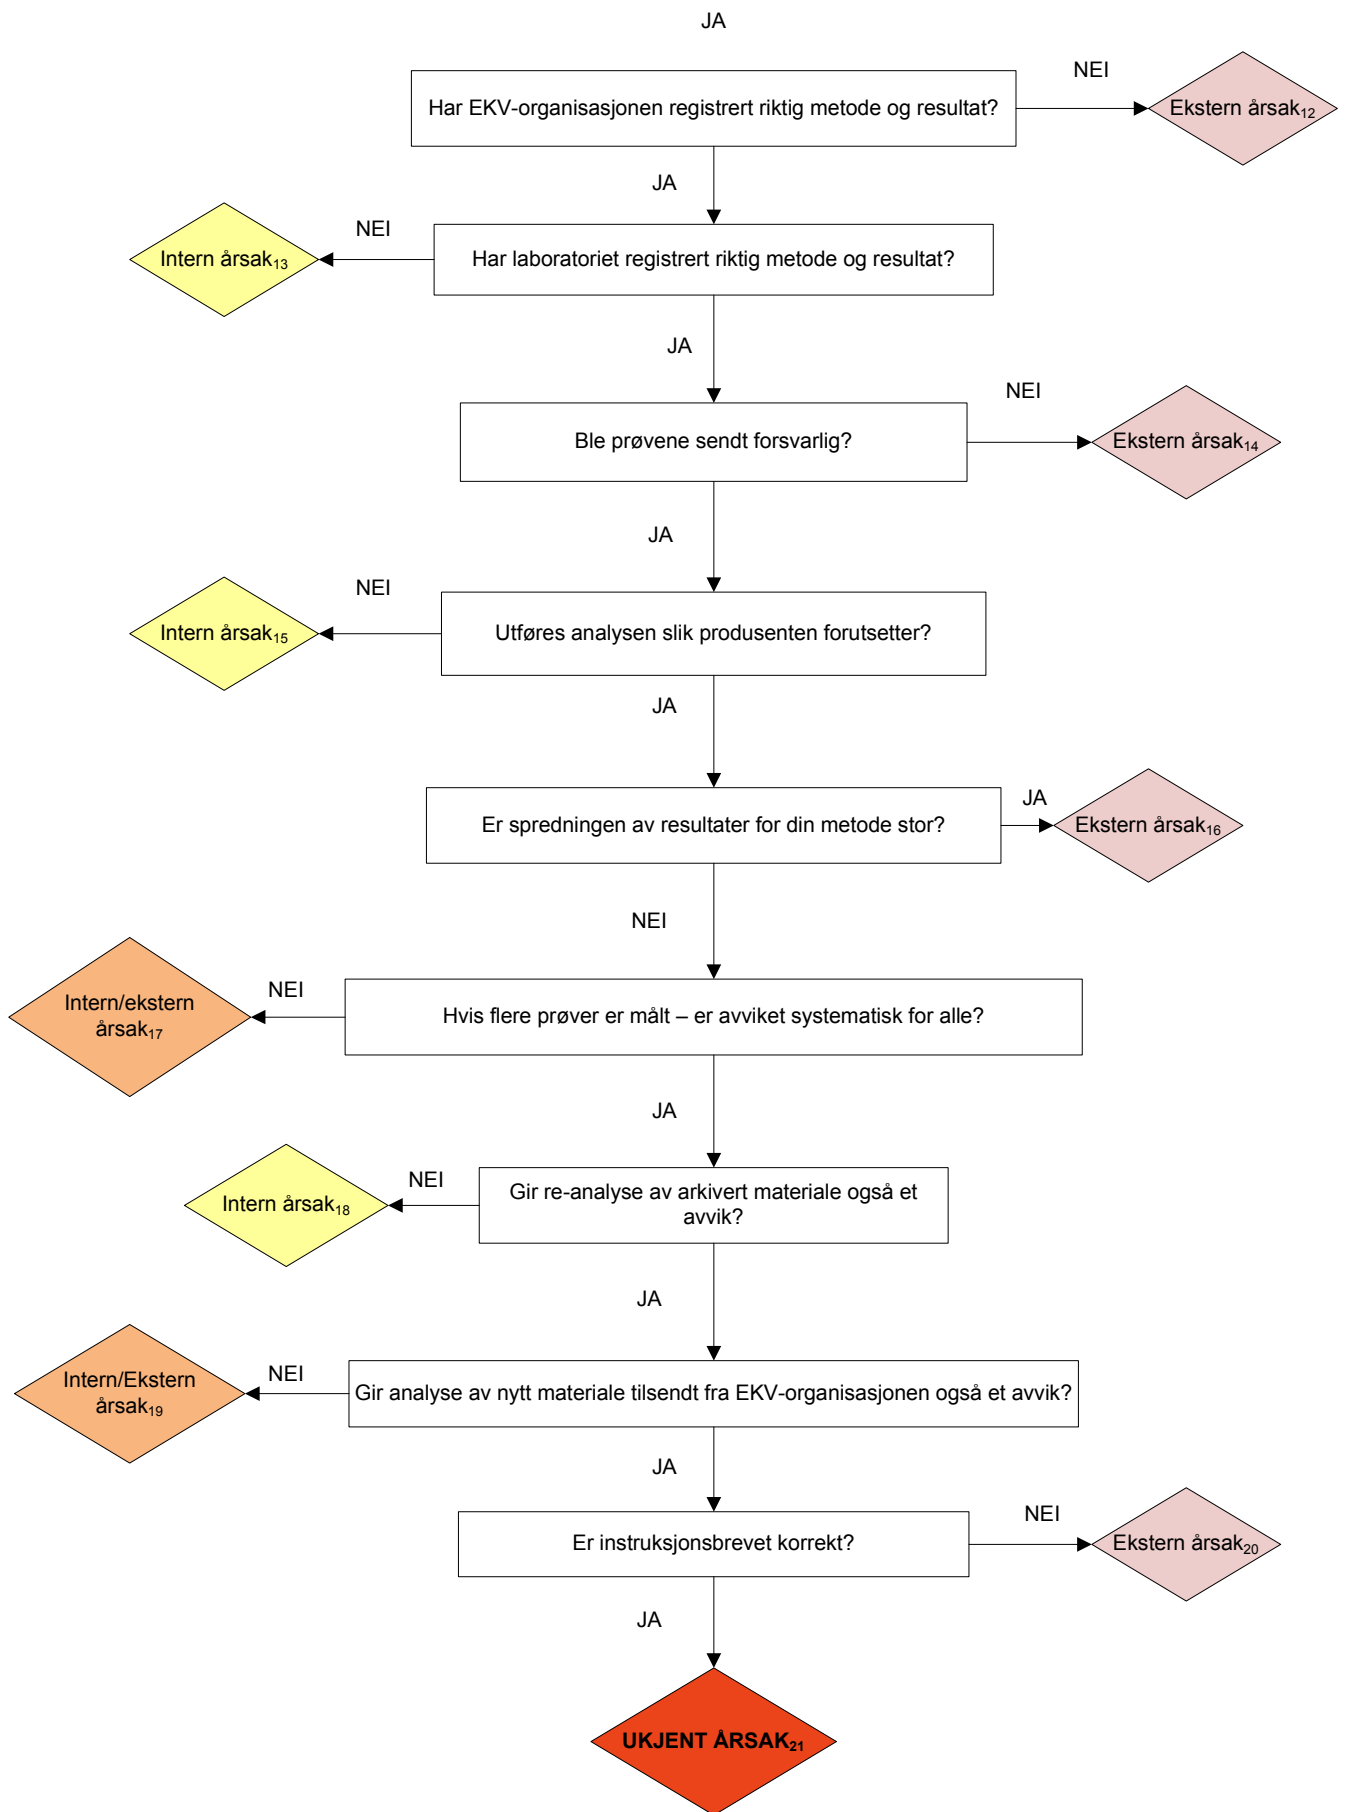 JA
Har EKV-organisasjonen registrert riktig metode og resultat?
NEI
Ekstern årsak12
JA
Har laboratoriet registrert riktig metode og resultat?
NEI
Intern årsak13
JA
Ble prøvene sendt forsvarlig?
NEI
Ekstern årsak14
JA
Utføres analysen slik produsenten forutsetter?
NEI
Intern årsak15
JA
Er spredningen av resultater for din metode stor?
JA
Ekstern årsak16
NEI
Hvis flere prøver er målt – er avviket systematisk for alle?
NEI
Intern/ekstern
årsak17
JA
Gir re-analyse av arkivert materiale også et
avvik?
NEI
Intern årsak18
JA
Gir analyse av nytt materiale tilsendt fra EKV-organisasjonen også et avvik?
NEI
Intern/Ekstern
årsak19
JA
Er instruksjonsbrevet korrekt?
NEI
Ekstern årsak20
JA
UKJENT ÅRSAK21